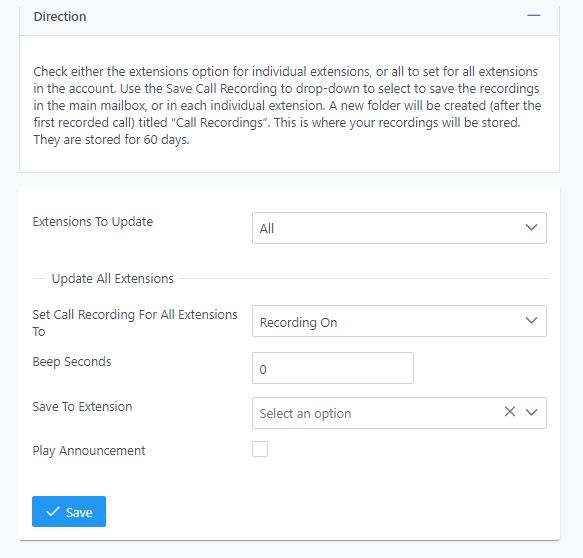 Direction
Check either the extensions option for individual extensions, or all to set for all extensions
in the account. Use the Save Call Recording to drop-down to select to save the recordings
in the main mailbox, or in each individual extension. A new folder will be created (after the
first recorded call) titled “Call Recordings”. This is where your recordings will be stored.
They are stored for 60 days.
Extensions To Update
All
Update All Extensions
Set Call Recording For All Extensions
To
Recording On
Beep Seconds
0
Save To Extension
Select an option
Play Announcement
Save